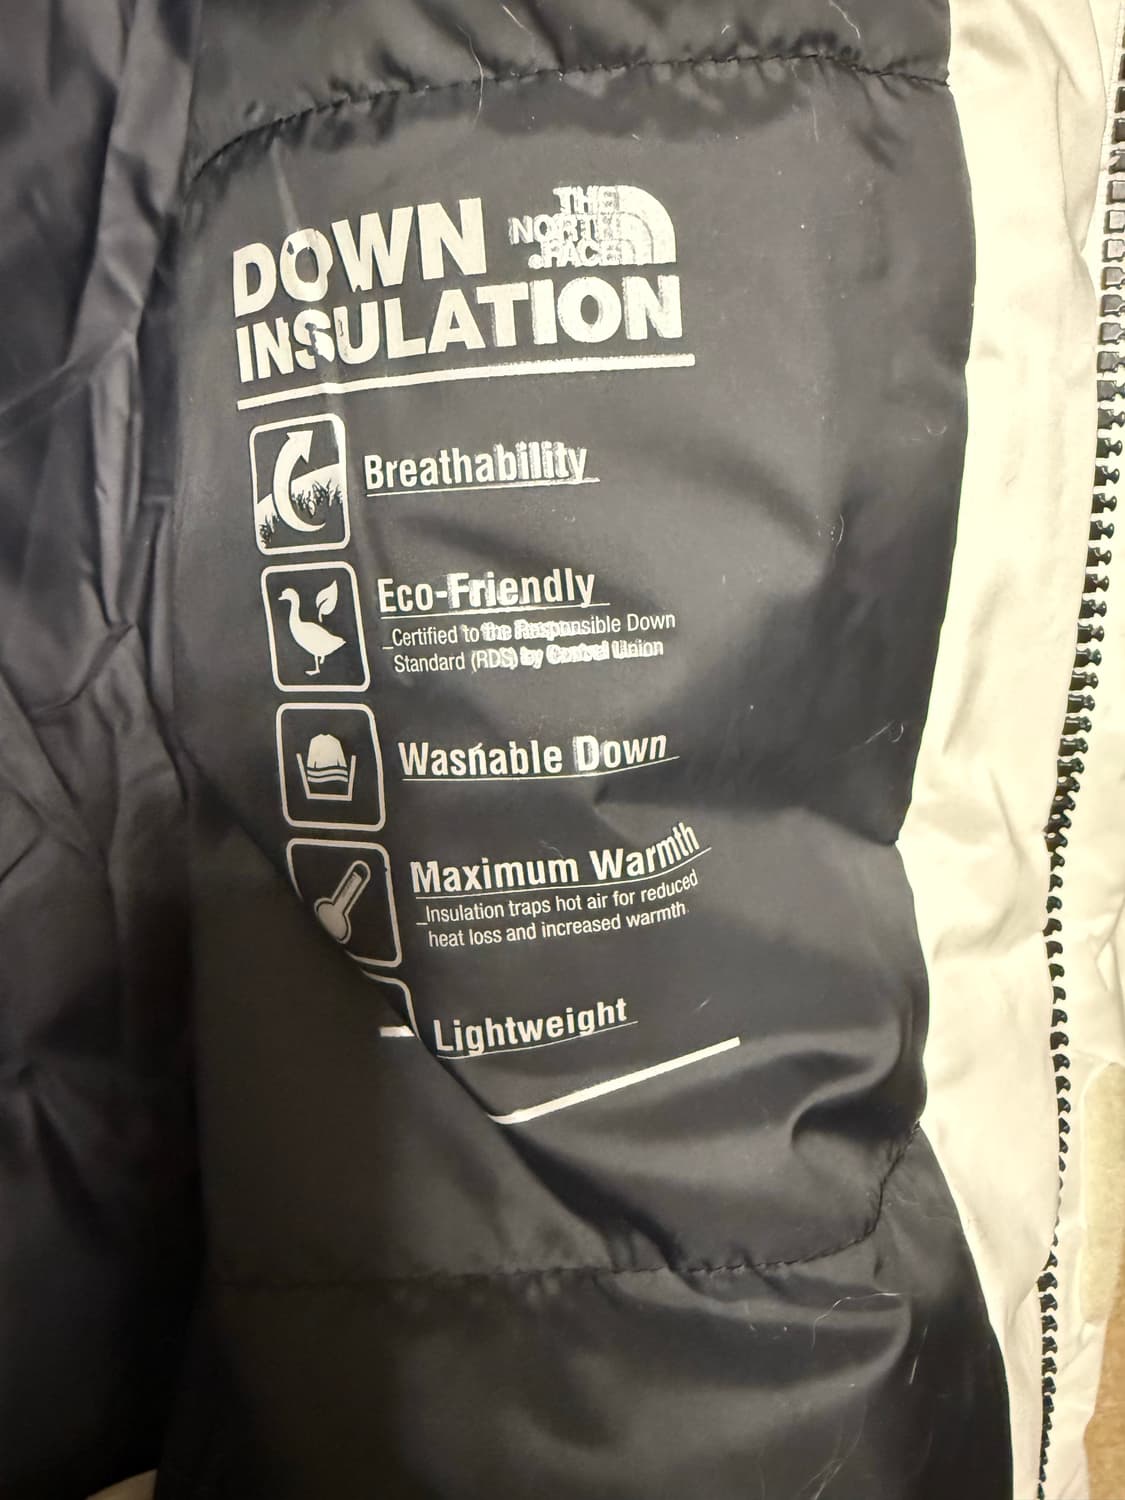 THE
NORTH
FACE
DOWN
INSULATION
Breathability
Eco-Friendly
Certified to the Responsible Down
Standard (RDS) by Control Union
Washable Down
Maximum Warmth
Insulation traps hot air for reduced
heat loss and increased warmth
Lightweight